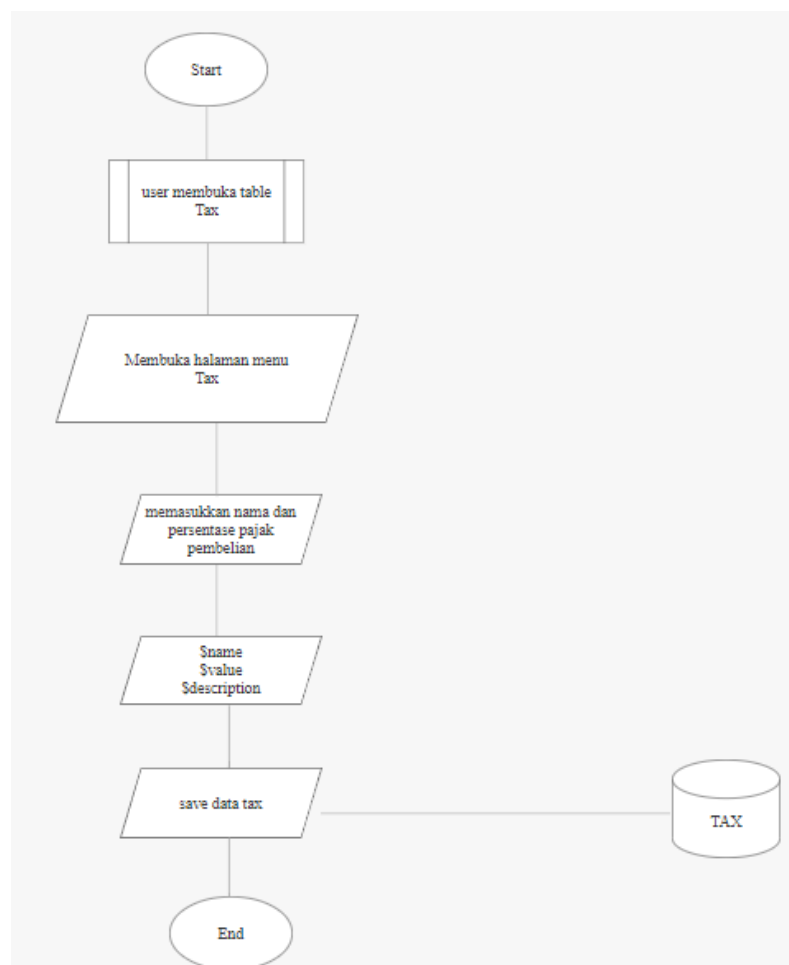 Start
user membuka table
Tax
Membuka halaman menu
Tax
memasukkan nama dan
persentase pajak
pembelian
$name
$value
$description
save data tax
TAX
End